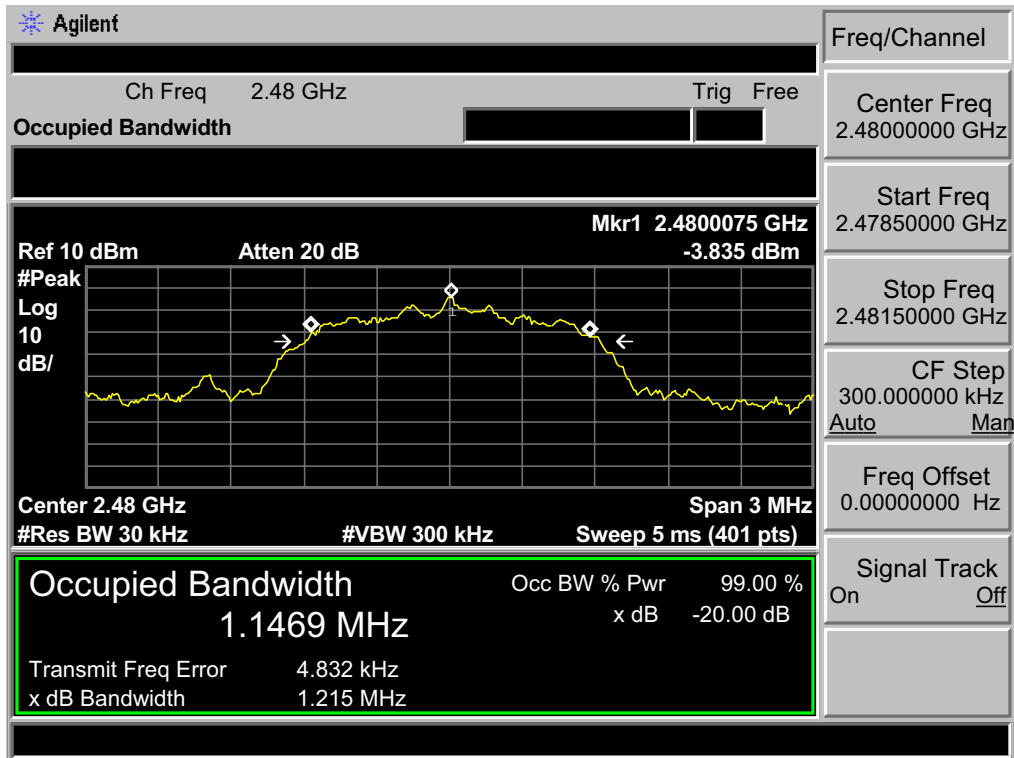 Agilent
Freq/Channel
Ch Freq 2.48 GHz Trig Free
Occupied Bandwidth
Center Freq
2.48000000 GHz
Start Freq
2.47850000 GHz
Stop Freq
2.48150000 GHz
CF Step
300.000000 kHz
Auto Man
Freq Offset
0.00000000 Hz
Signal Track
On Off
Mkr1 2.4800075 GHz
Ref 10 dBm Atten 20 dB -3.835 dBm
#Peak
Log
10
dB/
1
Center 2.48 GHz Span 3 MHz
#Res BW 30 kHz #VBW 300 kHz Sweep 5 ms (401 pts)
Occupied Bandwidth Occ BW % Pwr 99.00 %
1.1469 MHz x dB -20.00 dB
Transmit Freq Error 4.832 kHz
x dB Bandwidth 1.215 MHz